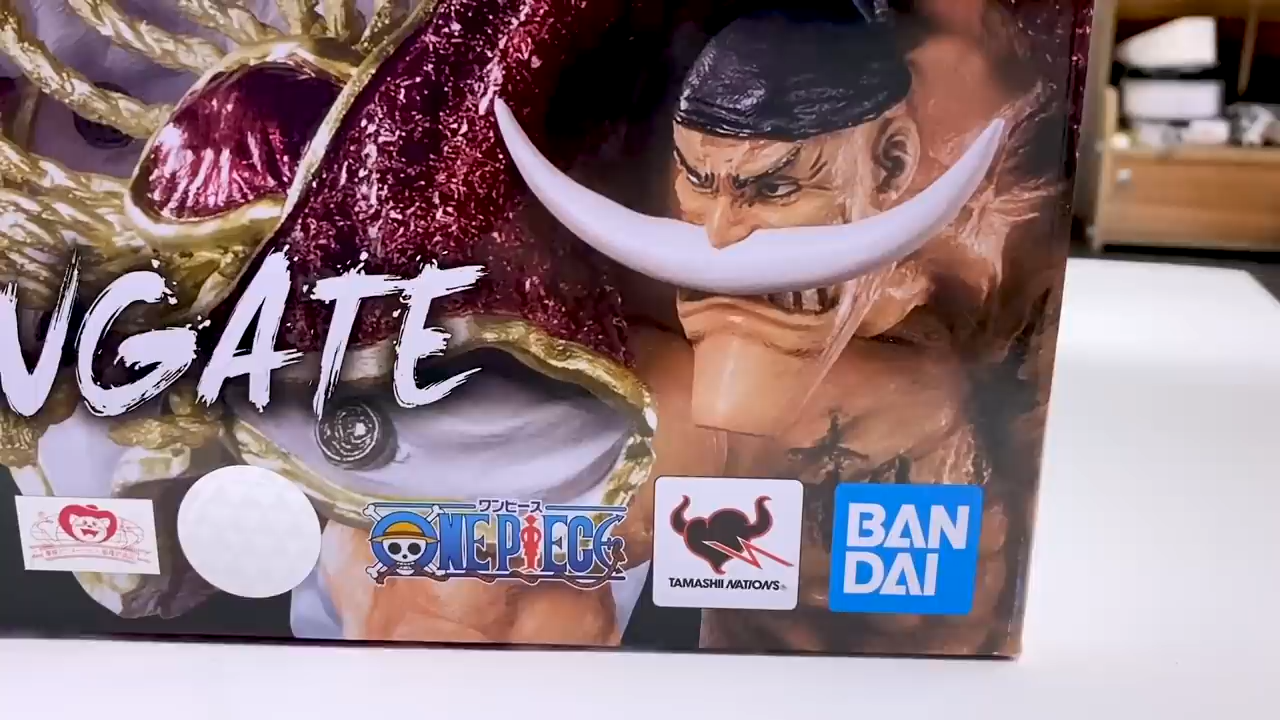 NGATE
ワンピース
ONE PIECE
TAMASHII NATIONS
BAN
DAI